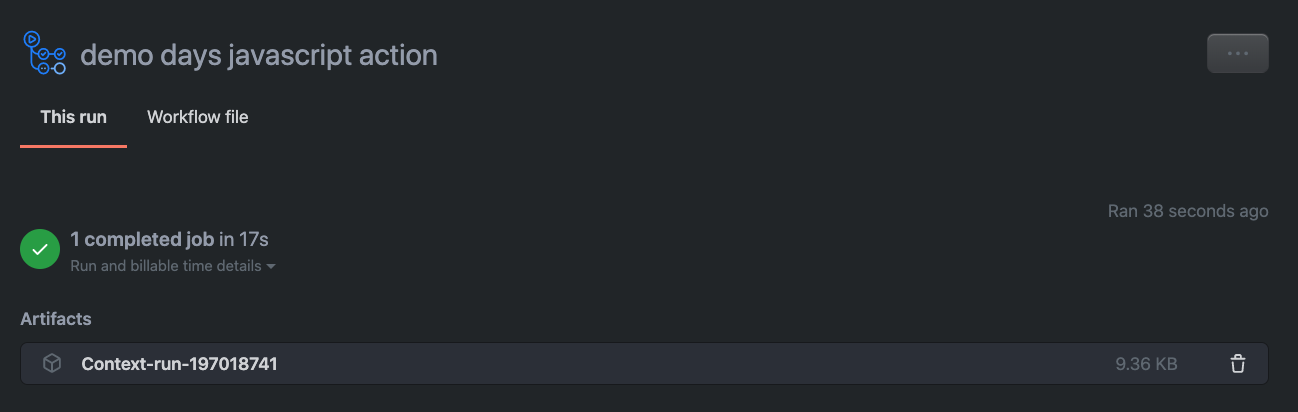 demo days javascript action
This run
Workflow file
Ran 38 seconds ago
1 completed job in 17s
Run and billable time details
Artifacts
Context-run-197018741
9.36 KB